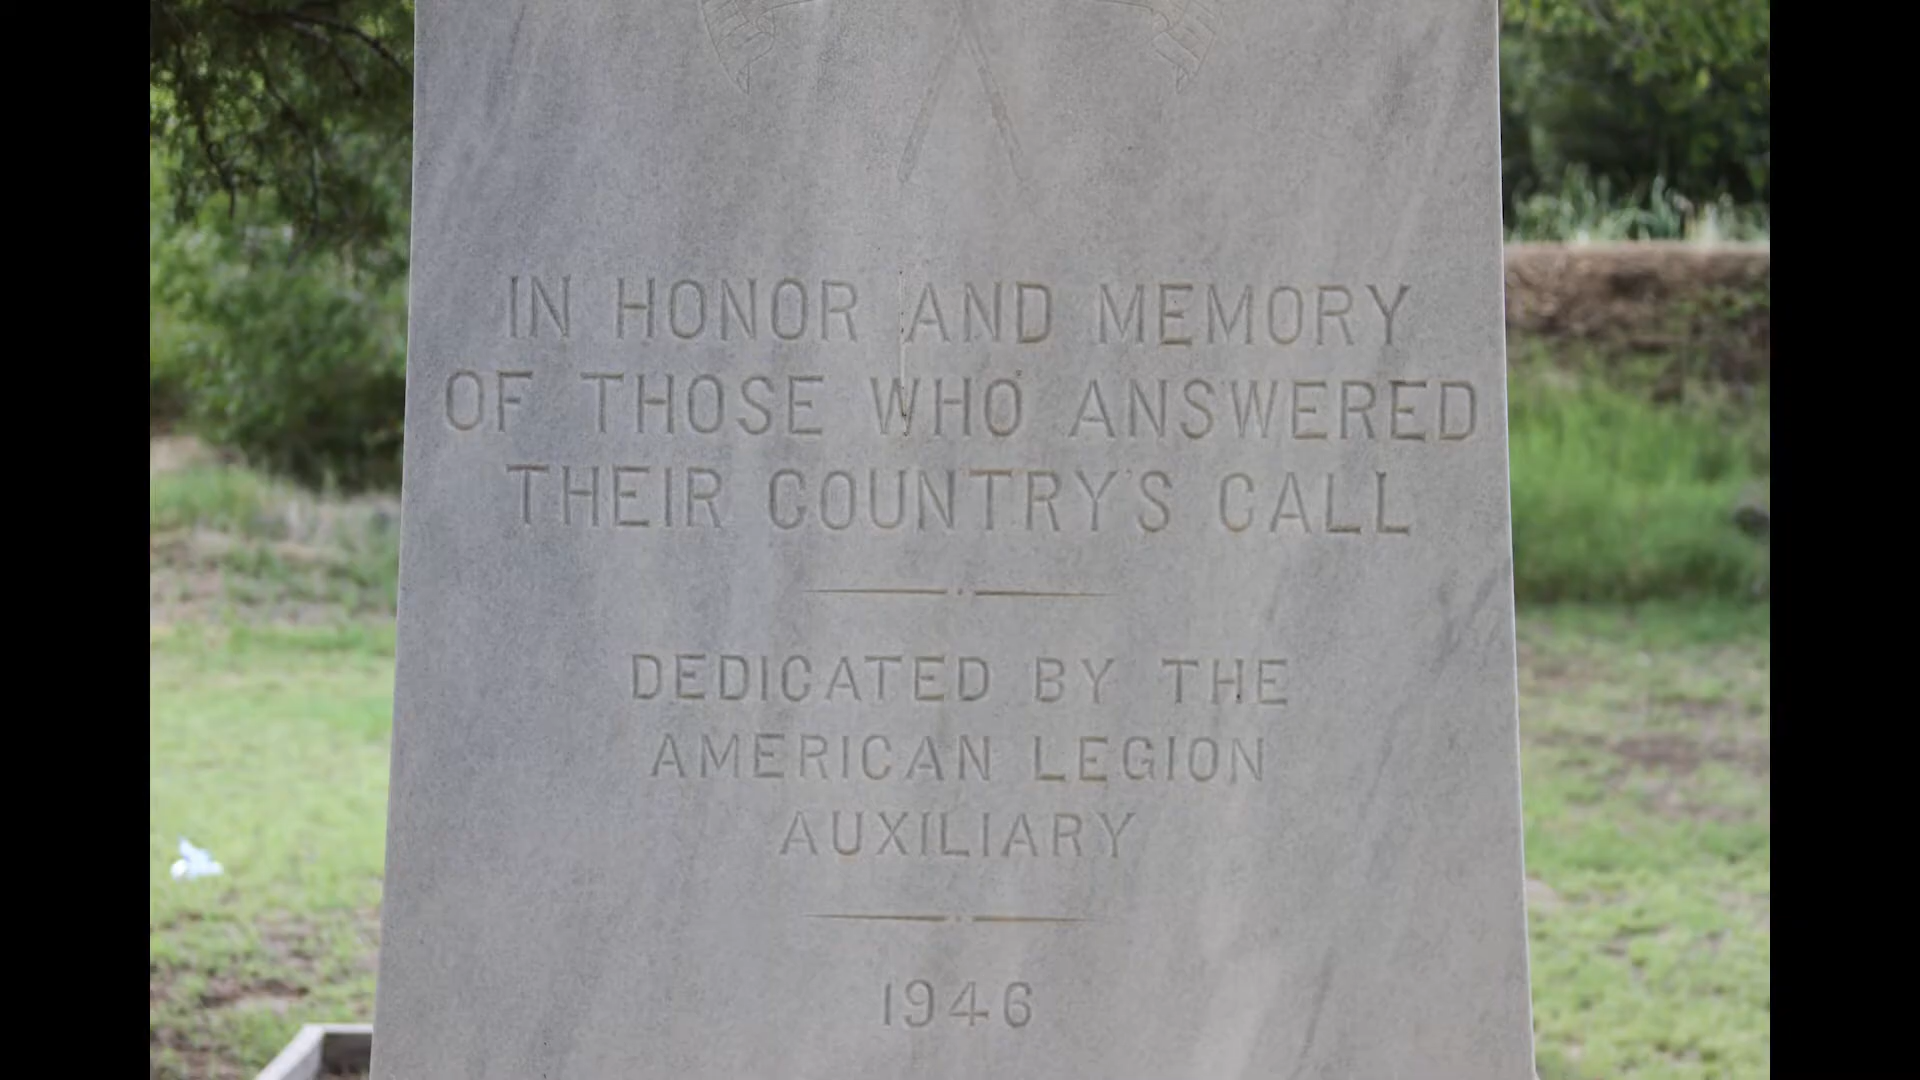 IN HONOR AND MEMORY
OF THOSE WHO ANSWERED
THEIR COUNTRY'S CALL
DEDICATED BY THE
AMERICAN LEGION
AUXILIARY
1946